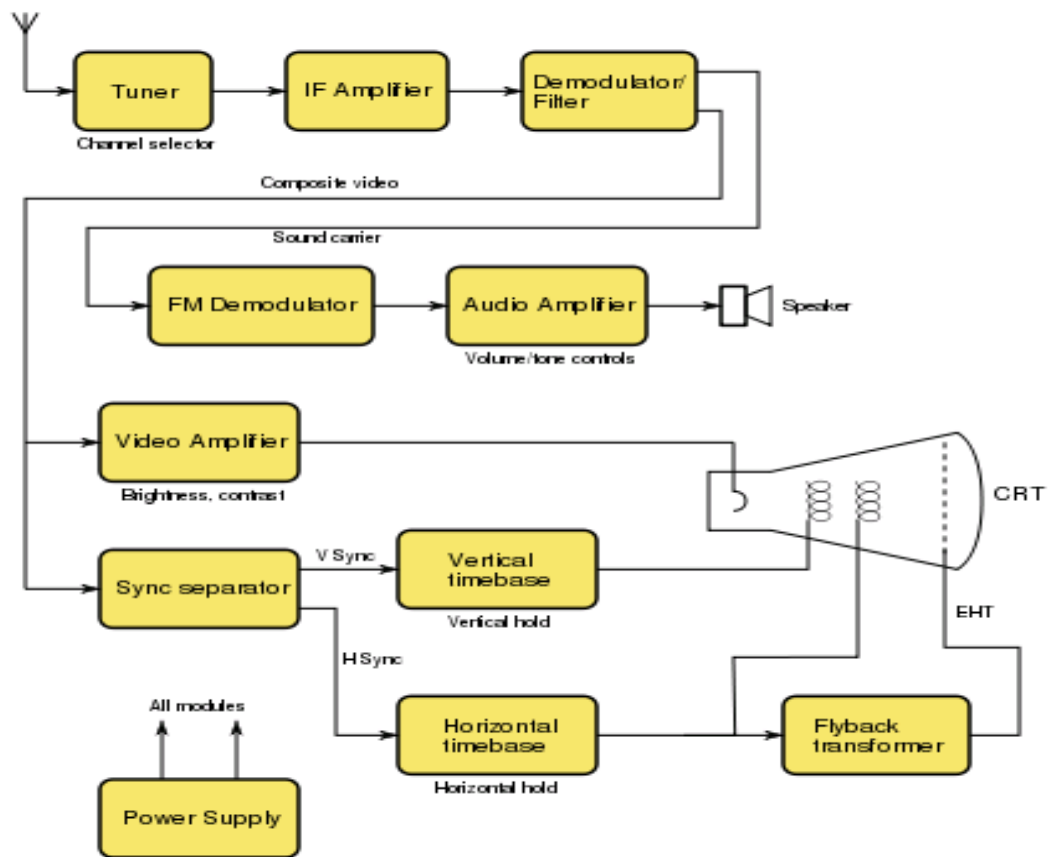 Tuner
Channel selector
IF Amplifier
Demodulator/
Filter
Composite video
Sound carrier
FM Demodulator
Audio Amplifier
Volume/tone controls
Speaker
Video Amplifier
Brightness, contrast
CRT
Sync separator
V Sync
Vertical
timebase
Vertical hold
EHT
H Sync
All modules
Horizontal
timebase
Horizontal hold
Flyback
transformer
Power Supply